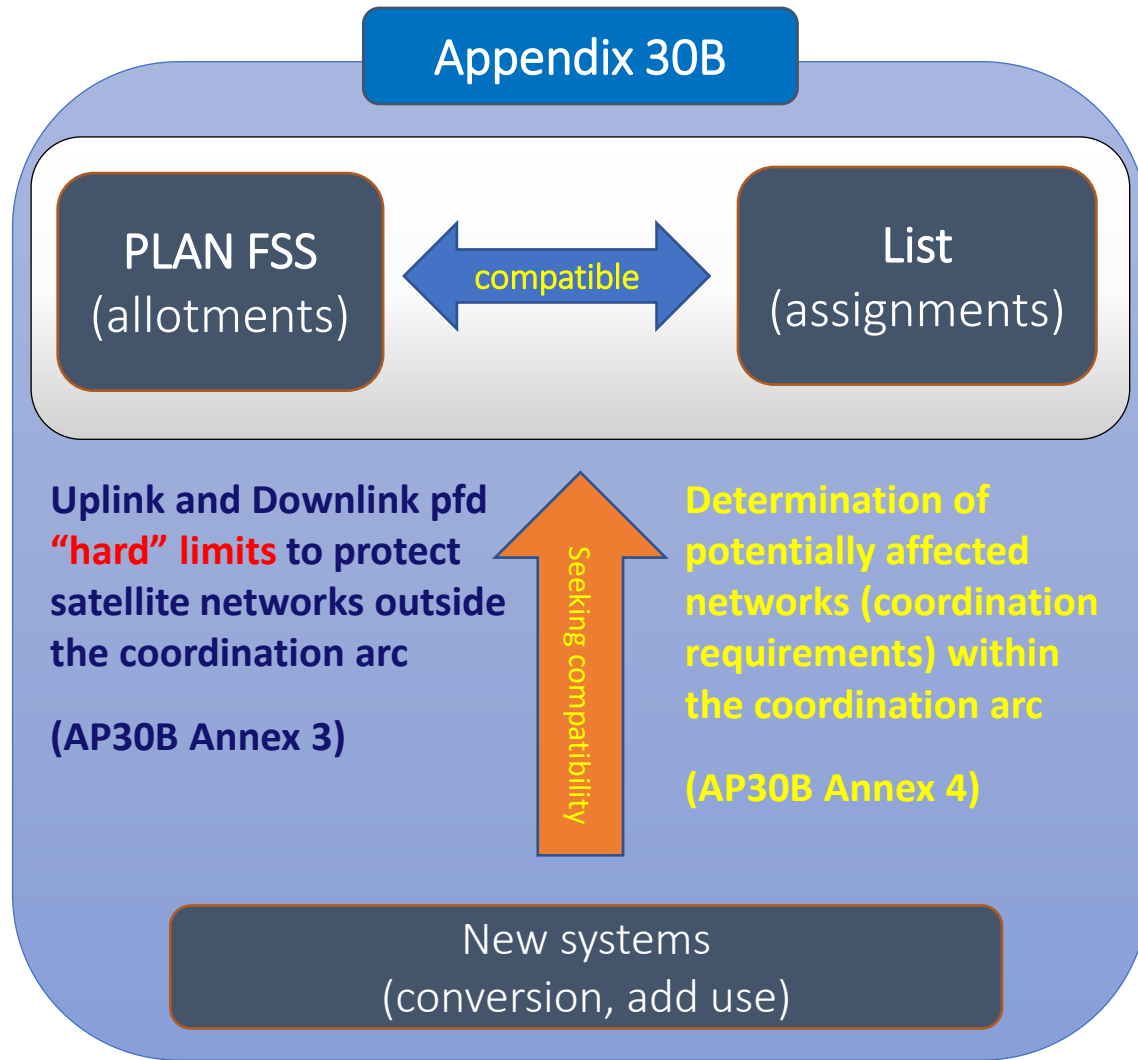 Appendix 30B
PLAN FSS
(allotments)
compatible
List
(assignments)
Uplink and Downlink pfd
“hard” limits to protect
satellite networks outside
the coordination arc
(AP30B Annex 3)
Seeking compatibility
Determination of
potentially affected
networks (coordination
requirements) within
the coordination arc
(AP30B Annex 4)
New systems
(conversion, add use)